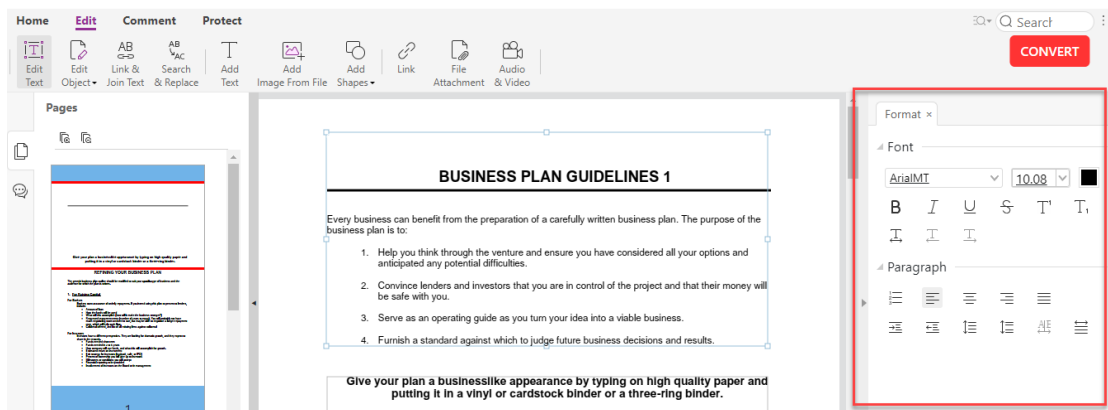 Home Edit Comment Protect
Search
Edit Text
Edit Object
Link & Join Text
Search & Replace
Add Text
Add Image From File
Add Shapes
Link
File Attachment
Audio & Video
CONVERT
Pages
REFINING YOUR BUSINESS PLAN
1
BUSINESS PLAN GUIDELINES 1
Every business can benefit from the preparation of a carefully written business plan. The purpose of the
business plan is to:
1. Help you think through the venture and ensure you have considered all your options and
anticipated any potential difficulties.
2. Convince lenders and investors that you are in control of the project and that their money will
be safe with you.
3. Serve as an operating guide as you turn your idea into a viable business.
4. Furnish a standard against which to judge future business decisions and results.
Give your plan a businesslike appearance by typing on high quality paper and
putting it in a vinyl or cardstock binder or a three-ring binder.
Format ×
Font
ArialMT 10.08
B I U S T' T,
Paragraph